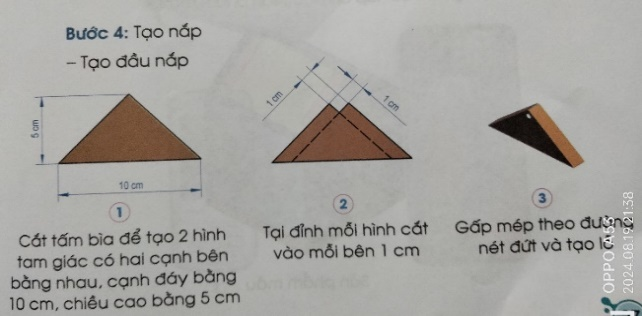 Bước 4: Tạo nắp
– Tạo đầu nắp
5 cm
10 cm
1 cm
1 cm
1
2
3
Cắt tấm bìa để tạo 2 hình
tam giác có hai cạnh bên
bằng nhau, cạnh đáy bằng
10 cm, chiều cao bằng 5 cm
Tại đỉnh mỗi hình cắt
vào mỗi bên 1 cm
Gấp mép theo đường
nét đứt và tạo lỗ
OPPO A53
2024-08-19 21:38